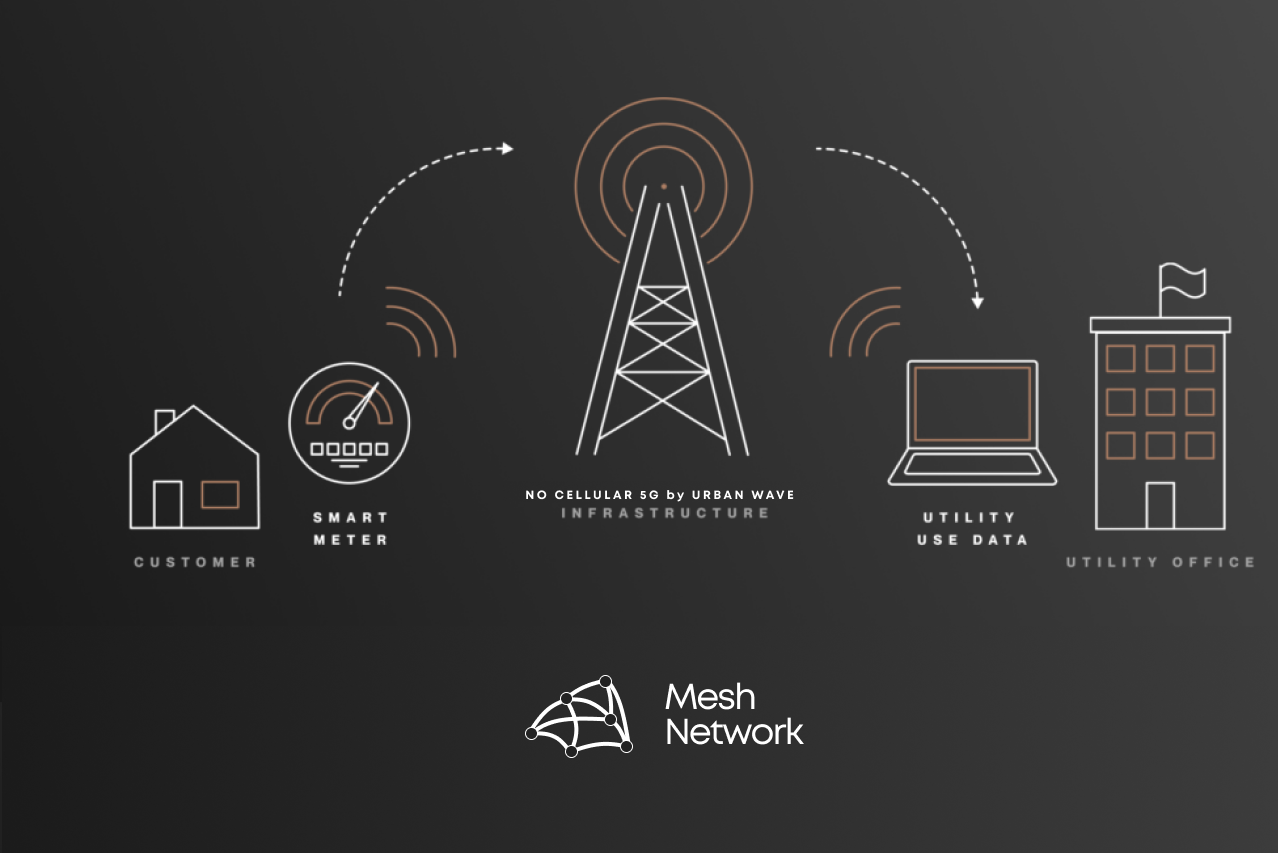 NO CELLULAR 5G by URBAN WAVE
INFRASTRUCTURE
SMART
METER
CUSTOMER
UTILITY
USE DATA
UTILITY OFFICE
Mesh
Network